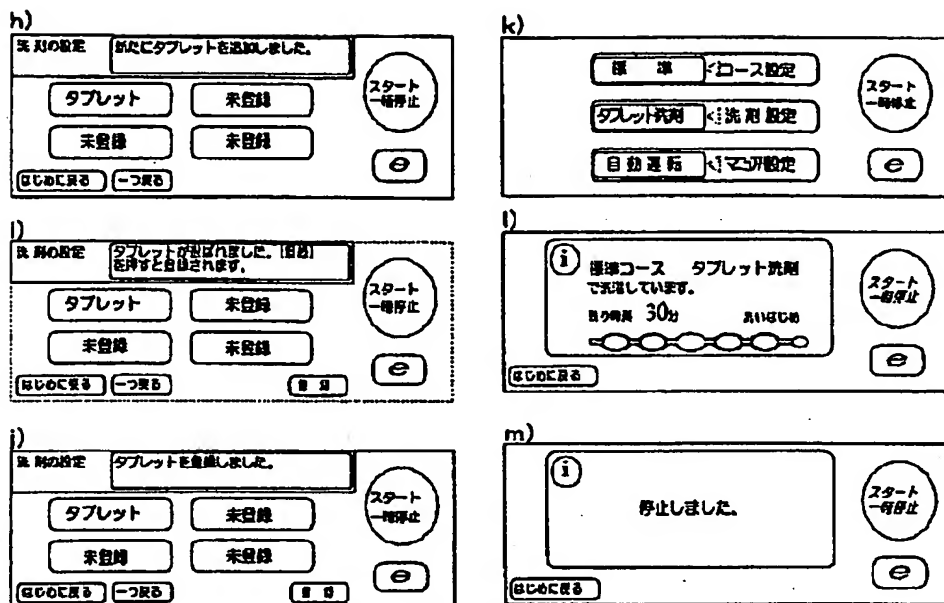 h)
洗剤の設定
新たにタブレットを追加しました。
タブレット
未登録
未登録
未登録
はじめに戻る
一つ戻る
スタート
一時停止
e
i)
洗剤の設定
タブレットが選ばれました。[登録]
を押すと登録されます。
タブレット
未登録
未登録
未登録
はじめに戻る
一つ戻る
登録
スタート
一時停止
e
j)
洗剤の設定
タブレットを登録しました。
タブレット
未登録
未登録
未登録
はじめに戻る
一つ戻る
登録
スタート
一時停止
e
k)
標準
コース設定
タブレット洗剤
洗剤設定
自動運転
設定
スタート
一時停止
e
l)
i
標準コース タブレット洗剤
で洗濯しています。
残り時間 30分
洗いはじめ
はじめに戻る
スタート
一時停止
e
m)
i
停止しました。
はじめに戻る
スタート
一時停止
e